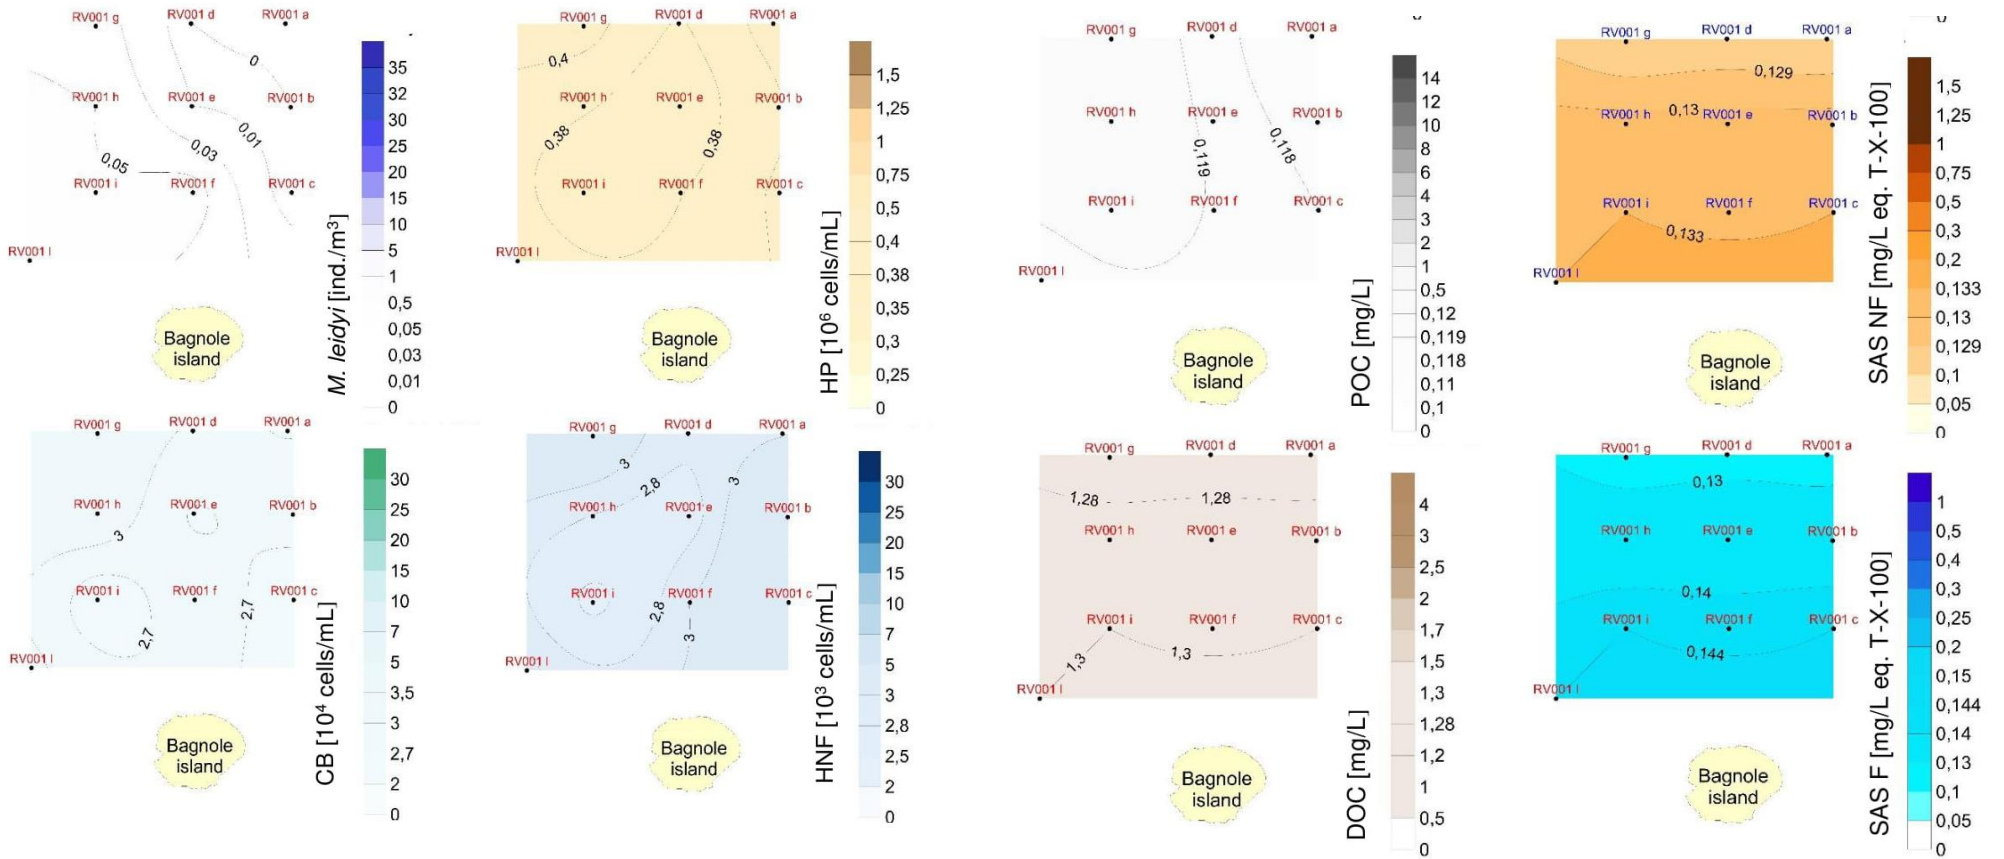 RV001 g
RV001 d
RV001 a
0
RV001 h
RV001 e
RV001 b
0,01
0,03
0,05
RV001 i
RV001 f
RV001 c
RV001 l
Bagnole
island
M. leidyi [ind./m³]
35
32
30
25
20
15
10
5
1
0,5
0,05
0,03
0,01
0
RV001 g
RV001 d
RV001 a
0,4
RV001 h
RV001 e
RV001 b
0,38
0,38
RV001 i
RV001 f
RV001 c
RV001 l
Bagnole
island
HP [10⁶ cells/mL]
1,5
1,25
1
0,75
0,5
0,4
0,38
0,35
0,3
0,25
0
RV001 g
RV001 d
RV001 a
RV001 h
RV001 e
RV001 b
0,119
0,118
RV001 i
RV001 f
RV001 c
RV001 l
Bagnole
island
POC [mg/L]
14
12
10
8
6
4
3
2
1
0,5
0,12
0,119
0,118
0,11
0,1
0
0
RV001 g
RV001 d
RV001 a
0,129
0,13
RV001 h
RV001 e
RV001 b
RV001 i
RV001 f
RV001 c
0,133
RV001 l
Bagnole
island
SAS NF [mg/L eq. T-X-100]
1,5
1,25
1
0,75
0,5
0,3
0,2
0,133
0,13
0,129
0,1
0,05
0
RV001 g
RV001 d
RV001 a
RV001 h
RV001 e
RV001 b
3
RV001 i
RV001 f
RV001 c
2,7
2,7
RV001 l
Bagnole
island
CB [10⁴ cells/mL]
30
25
20
15
10
7
5
3,5
3
2,7
2
0
RV001 g
RV001 d
RV001 a
3
2,8
3
RV001 h
RV001 e
RV001 b
RV001 i
RV001 f
RV001 c
2,8
3
RV001 l
Bagnole
island
HNF [10³ cells/mL]
30
25
20
15
10
7
5
3
2,8
2,5
2
0
RV001 g
RV001 d
RV001 a
1,28
1,28
RV001 h
RV001 e
RV001 b
RV001 i
RV001 f
RV001 c
1,3
1,3
RV001 l
Bagnole
island
DOC [mg/L]
4
3
2,5
2
1,7
1,5
1,3
1,28
1,2
1
0,5
0
RV001 g
RV001 d
RV001 a
0,13
RV001 h
RV001 e
RV001 b
0,14
RV001 i
RV001 f
RV001 c
0,144
RV001 l
Bagnole
island
SAS F [mg/L eq. T-X-100]
1
0,5
0,4
0,3
0,25
0,2
0,15
0,144
0,14
0,13
0,1
0,05
0